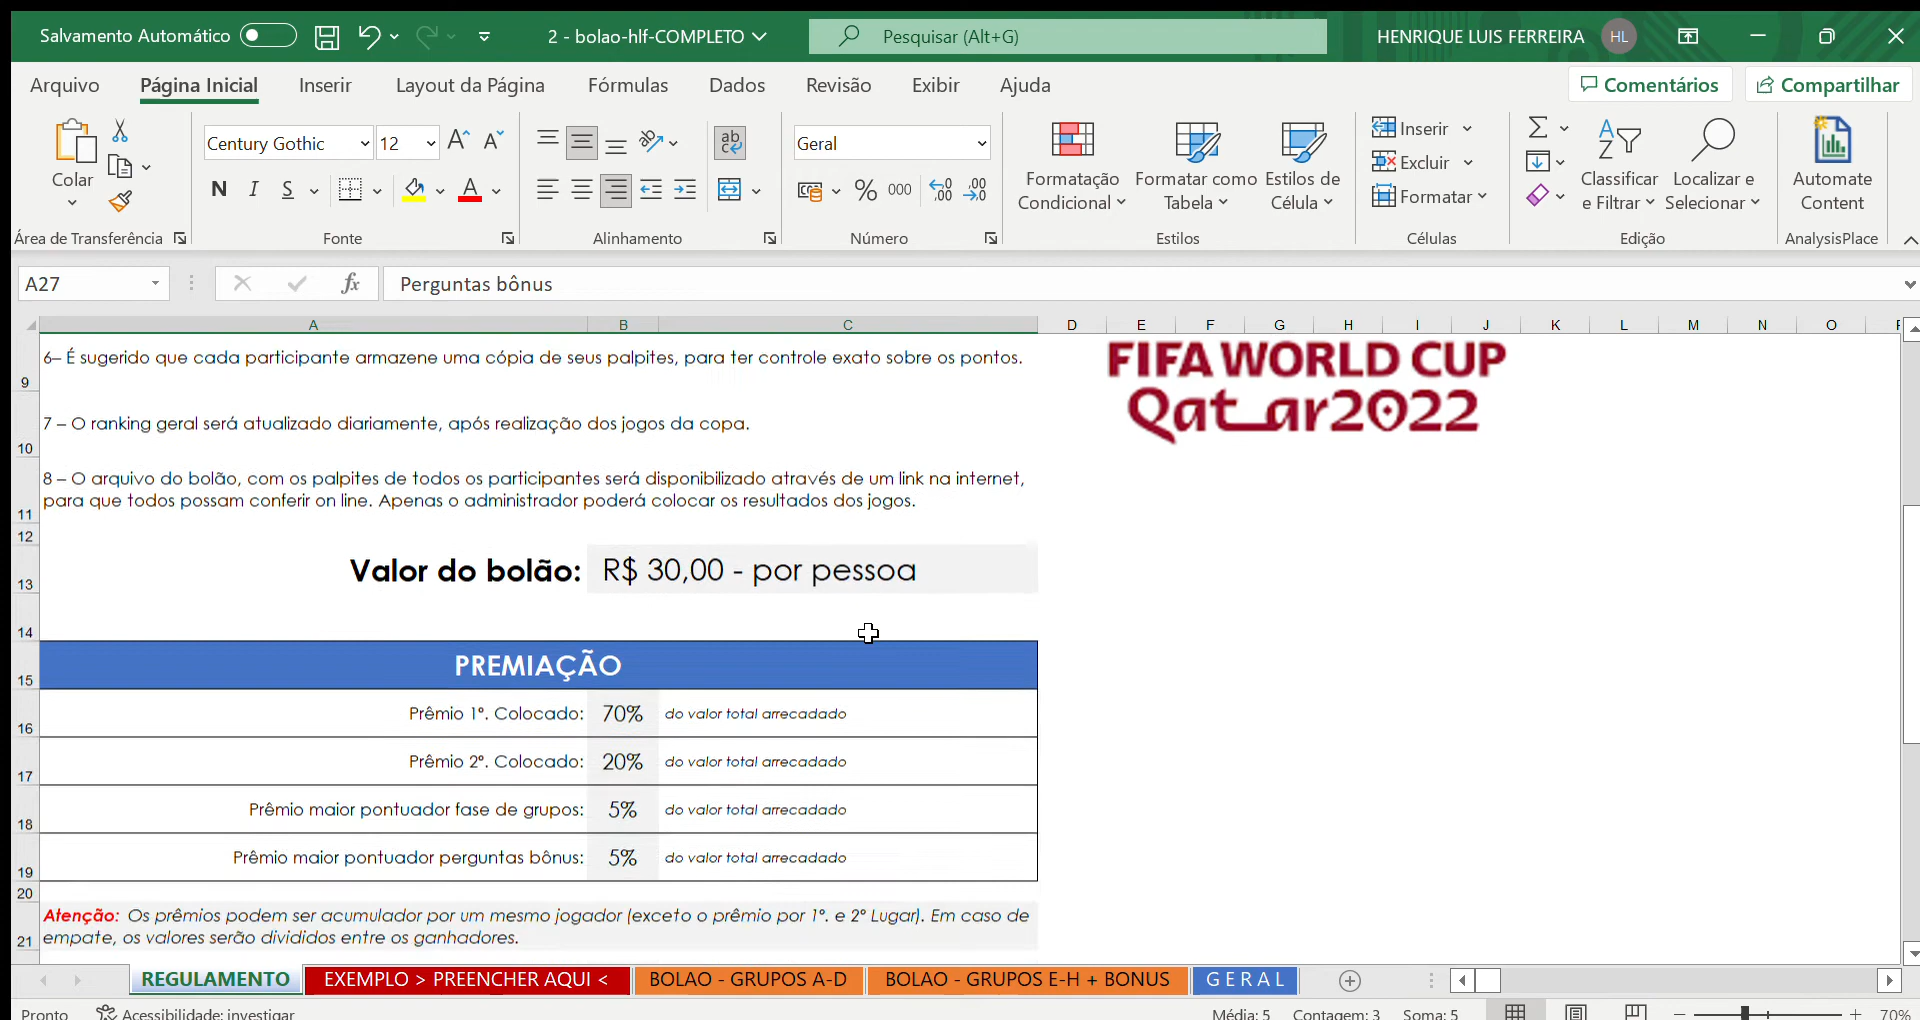 Salvamento Automático
2 - bolao-hlf-COMPLETO
Pesquisar (Alt+G)
HENRIQUE LUIS FERREIRA
HL
Arquivo
Página Inicial
Inserir
Layout da Página
Fórmulas
Dados
Revisão
Exibir
Ajuda
Comentários
Compartilhar
Colar
Century Gothic
12
N I S
Geral
% 000
Formatação Condicional
Formatar como Tabela
Estilos de Célula
Inserir
Excluir
Formatar
Classificar e Filtrar
Localizar e Selecionar
Automate Content
Área de Transferência
Fonte
Alinhamento
Número
Estilos
Células
Edição
AnalysisPlace
A27
fx
Perguntas bônus
A B C D E F G H I J K L M N O
9
6– É sugerido que cada participante armazene uma cópia de seus palpites, para ter controle exato sobre os pontos.
FIFA WORLD CUP
Qatar2022
10
7 – O ranking geral será atualizado diariamente, após realização dos jogos da copa.
11
8 – O arquivo do bolão, com os palpites de todos os participantes será disponibilizado através de um link na internet,
para que todos possam conferir on line. Apenas o administrador poderá colocar os resultados dos jogos.
12
13
Valor do bolão: R$ 30,00 - por pessoa
14
15
PREMIAÇÃO
16
Prêmio 1º. Colocado: 70% do valor total arrecadado
17
Prêmio 2º. Colocado: 20% do valor total arrecadado
18
Prêmio maior pontuador fase de grupos: 5% do valor total arrecadado
19
Prêmio maior pontuador perguntas bônus: 5% do valor total arrecadado
20
21
Atenção: Os prêmios podem ser acumulador por um mesmo jogador (exceto o prêmio por 1º. e 2º Lugar). Em caso de
empate, os valores serão divididos entre os ganhadores.
REGULAMENTO
EXEMPLO > PREENCHER AQUI <
BOLAO - GRUPOS A-D
BOLAO - GRUPOS E-H + BONUS
G E R A L
Pronto
Acessibilidade: investigar
Média: 5
Contagem: 3
Soma: 5
70%